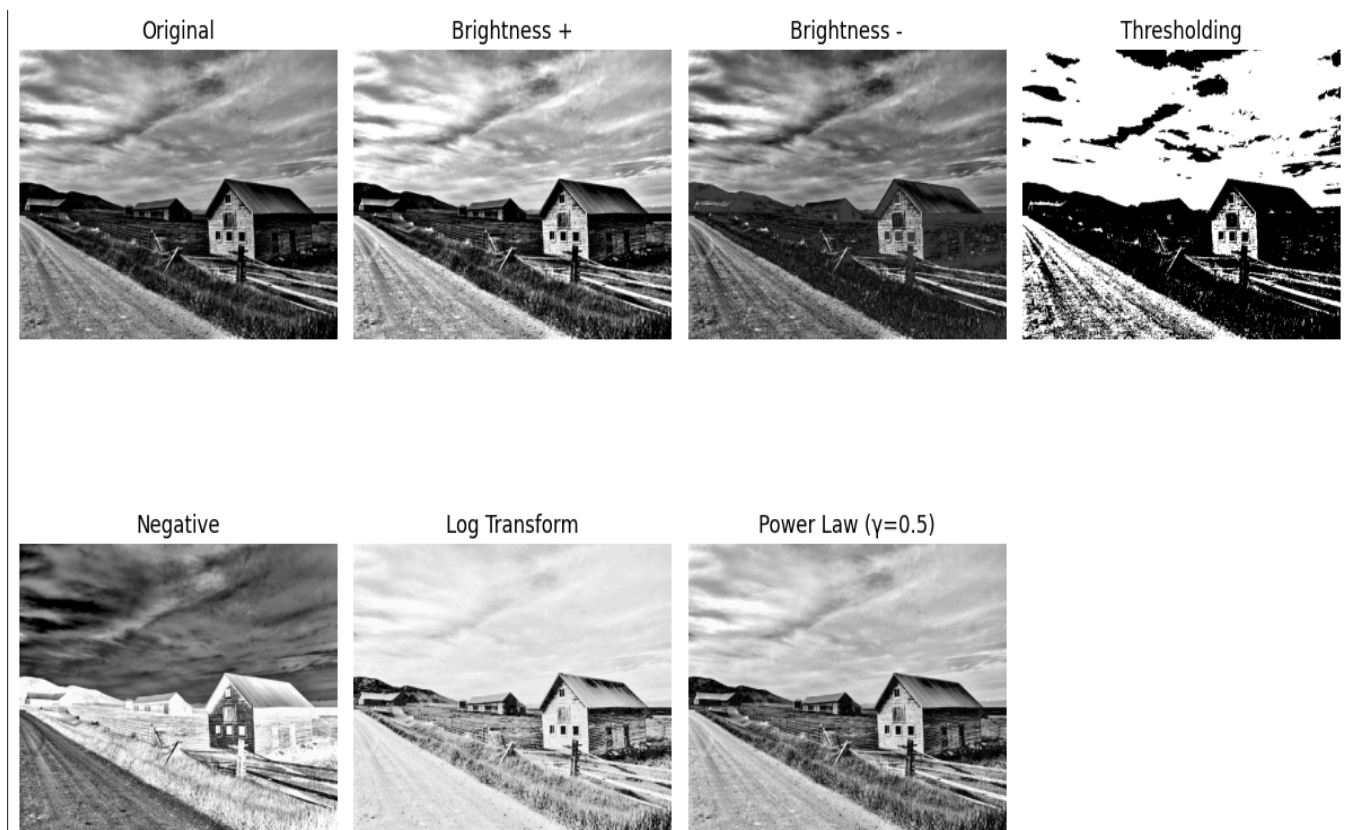 Original
Brightness +
Brightness -
Thresholding
Negative
Log Transform
Power Law (γ=0.5)